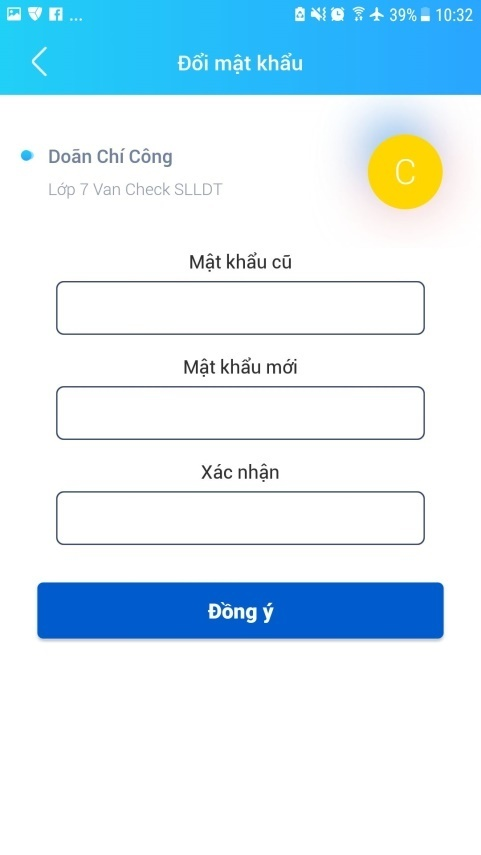 ... 39% 10:32
Đổi mật khẩu
Doãn Chí Công
Lớp 7 Van Check SLLDT
C
Mật khẩu cũ
Mật khẩu mới
Xác nhận
Đồng ý